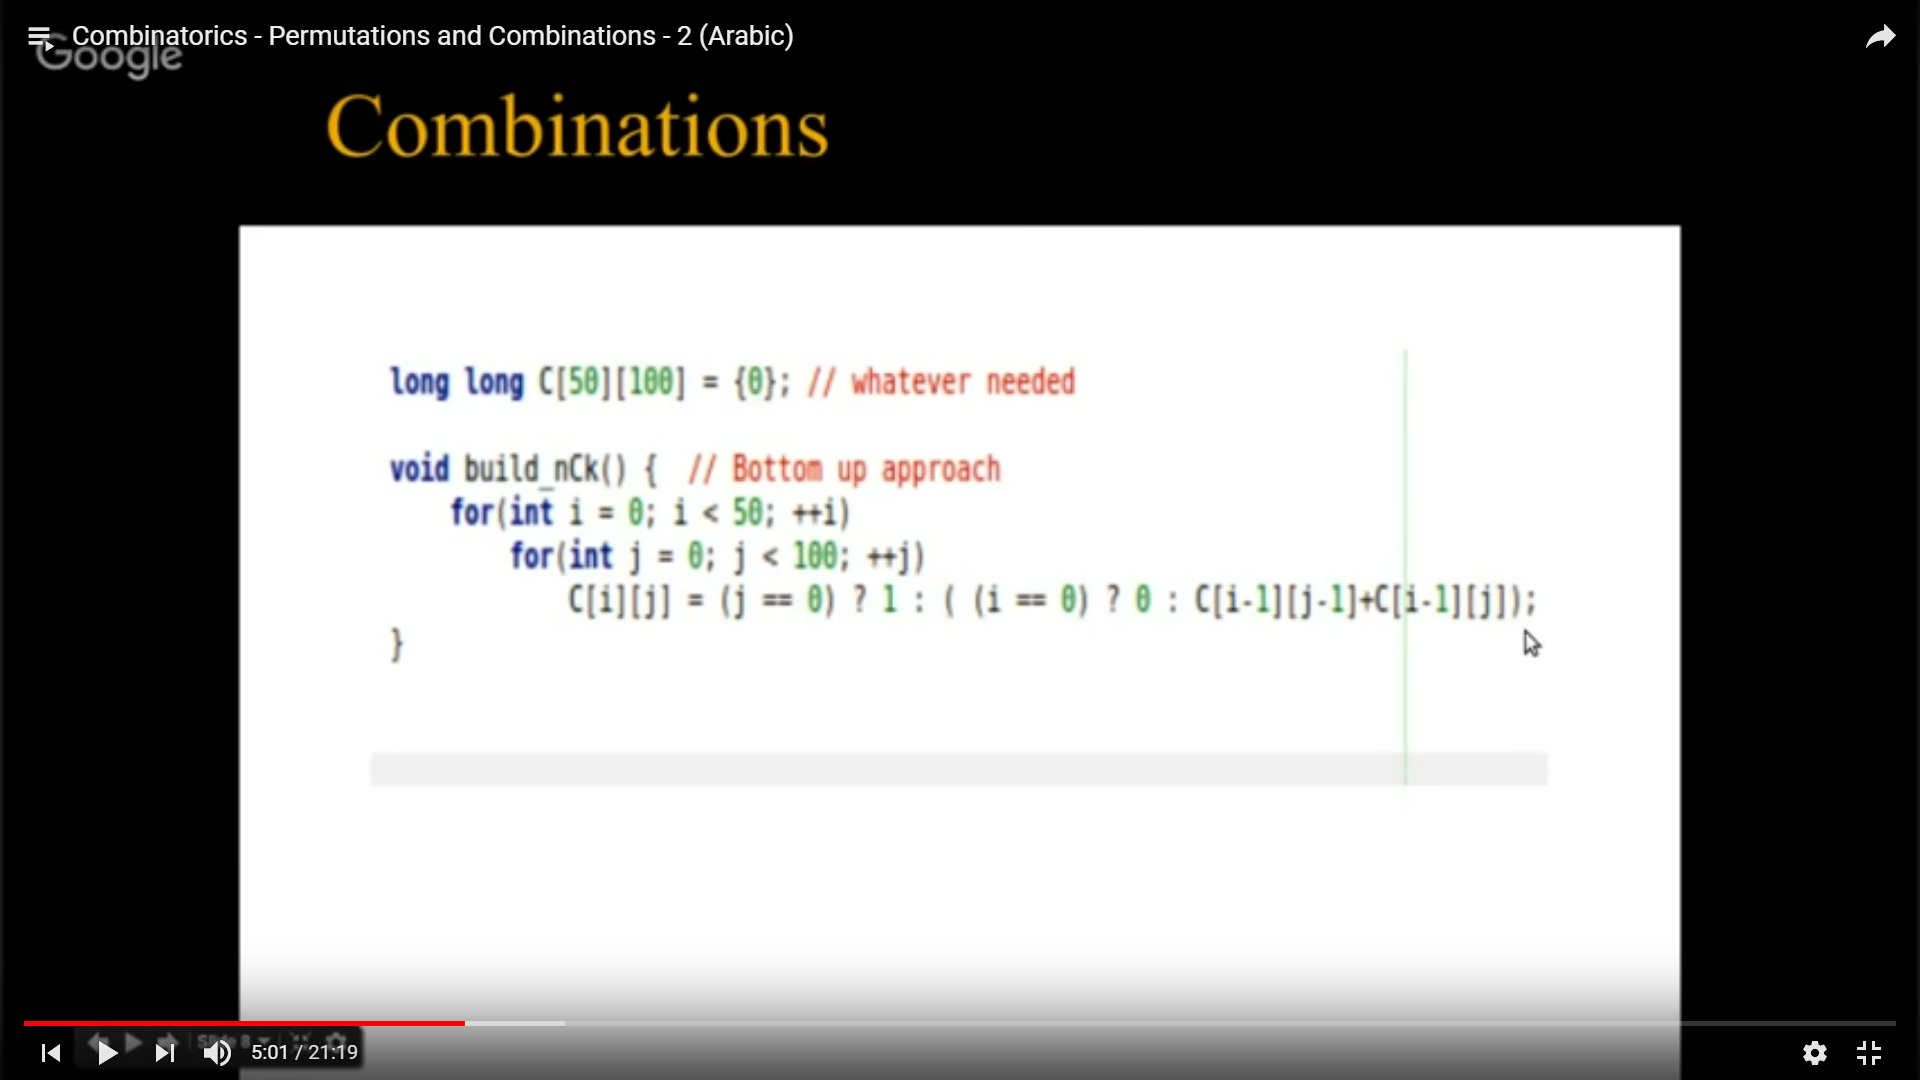 Combinatorics - Permutations and Combinations - 2 (Arabic)
Google
Combinations
long long C[50][100] = {0}; // whatever needed
void build_nCk() { // Bottom up approach
for(int i = 0; i < 50; ++i)
for(int j = 0; j < 100; ++j)
C[i][j] = (j == 0) ? 1 : ( (i == 0) ? 0 : C[i-1][j-1]+C[i-1][j]);
}
Slide 8
5:01 / 21:19